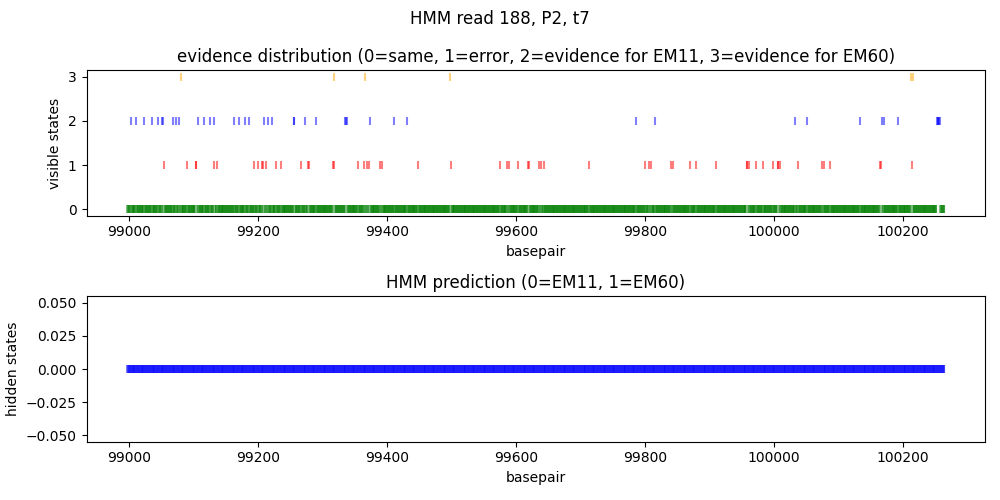 HMM read 188, P2, t7
evidence distribution (0=same, 1=error, 2=evidence for EM11, 3=evidence for EM60)
visible states
3
2
1
0
99000 99200 99400 99600 99800 100000 100200
basepair
HMM prediction (0=EM11, 1=EM60)
hidden states
0.050
0.025
0.000
−0.025
−0.050
99000 99200 99400 99600 99800 100000 100200
basepair